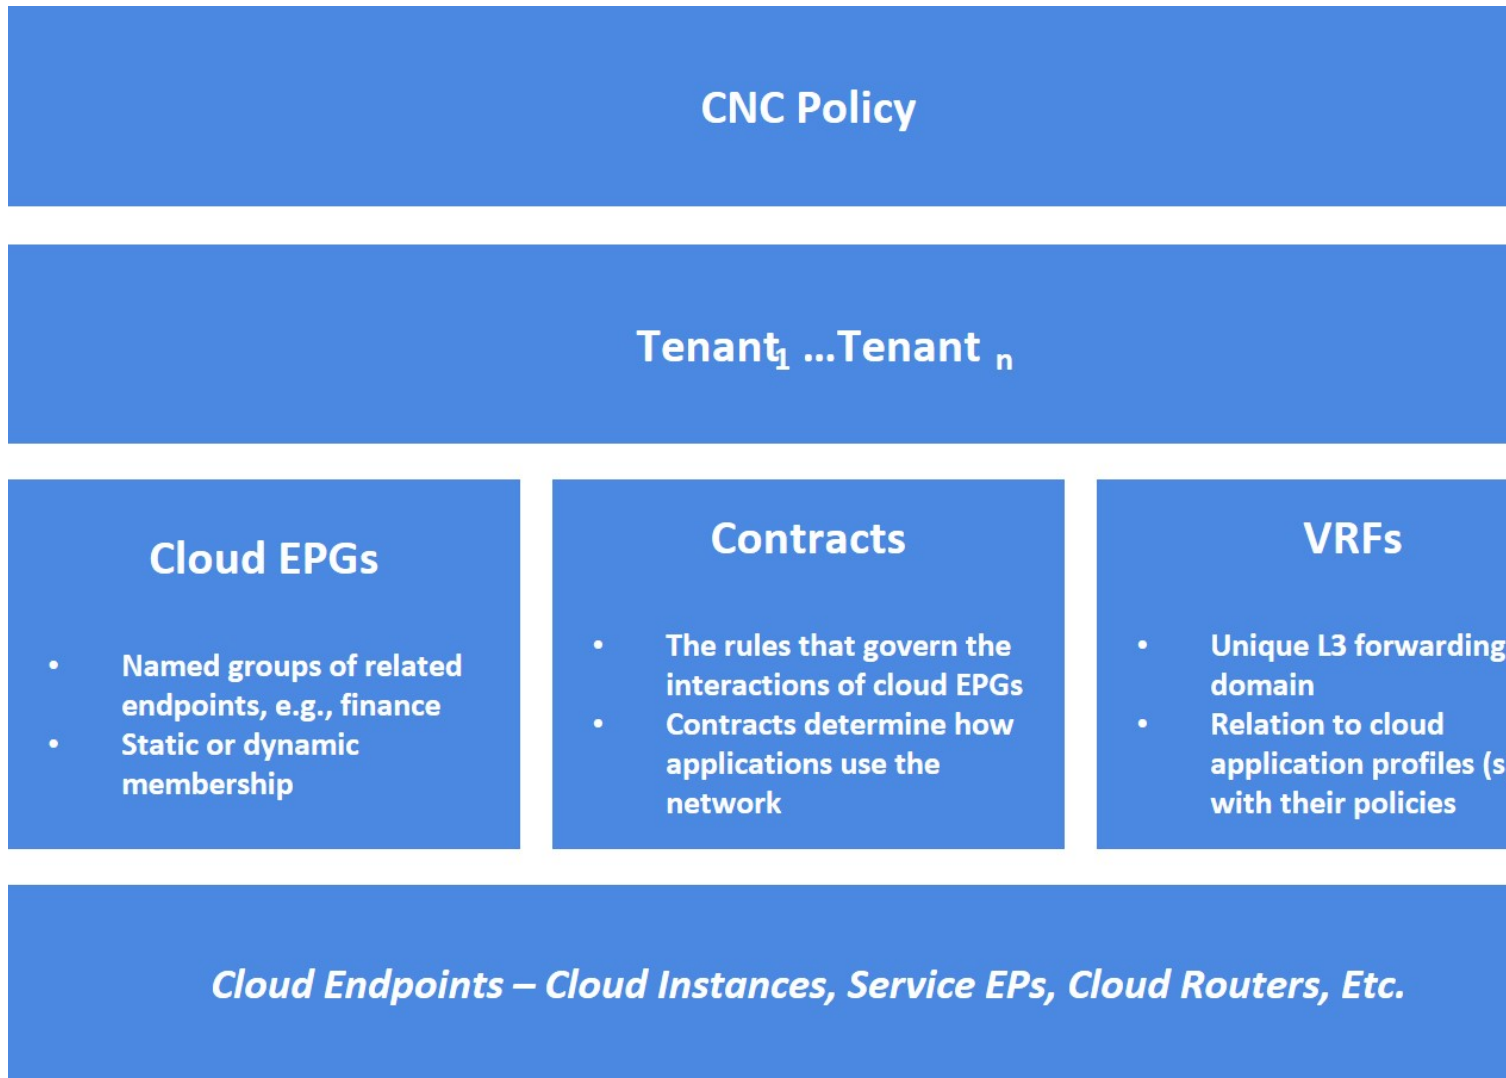 CNC Policy
Tenant1 ...Tenant n
Cloud EPGs
• Named groups of related
endpoints, e.g., finance
• Static or dynamic
membership
Contracts
• The rules that govern the
interactions of cloud EPGs
• Contracts determine how
applications use the
network
VRFs
• Unique L3 forwarding
domain
• Relation to cloud
application profiles (s
with their policies
Cloud Endpoints – Cloud Instances, Service EPs, Cloud Routers, Etc.